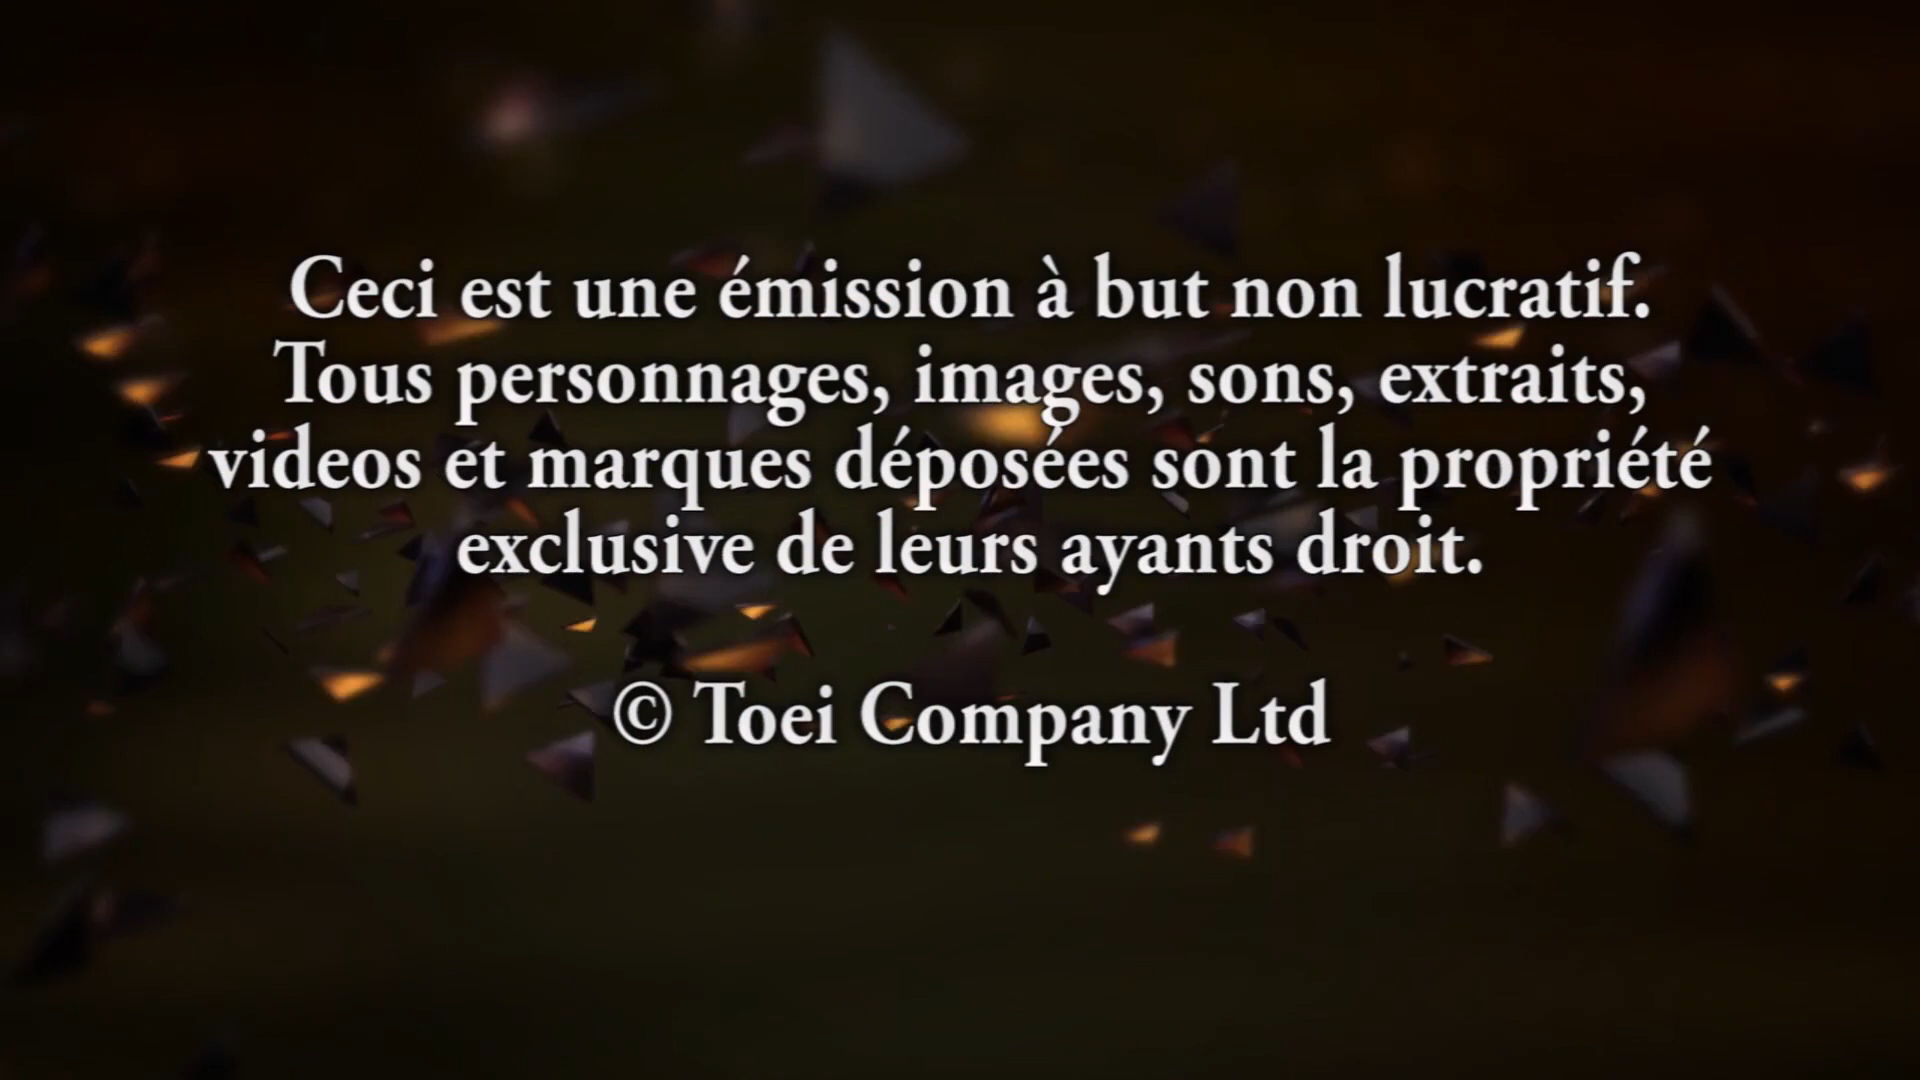 Ceci est une émission à but non lucratif.
Tous personnages, images, sons, extraits,
videos et marques déposées sont la propriété
exclusive de leurs ayants droit.
© Toei Company Ltd